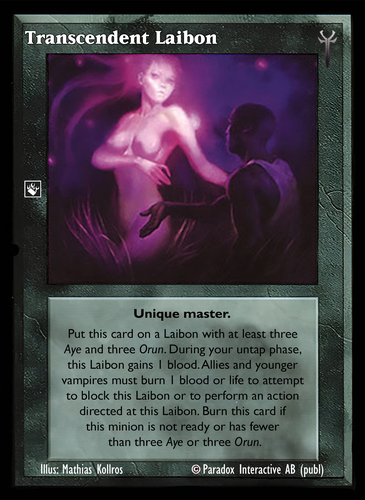 Transcendent Laibon
Unique master.
Put this card on a Laibon with at least three
Aye and three Orun. During your untap phase,
this Laibon gains 1 blood. Allies and younger
vampires must burn 1 blood or life to attempt
to block this Laibon or to perform an action
directed at this Laibon. Burn this card if
this minion is not ready or has fewer
than three Aye or three Orun.
Illus: Mathias Kollros
© Paradox Interactive AB (publ)